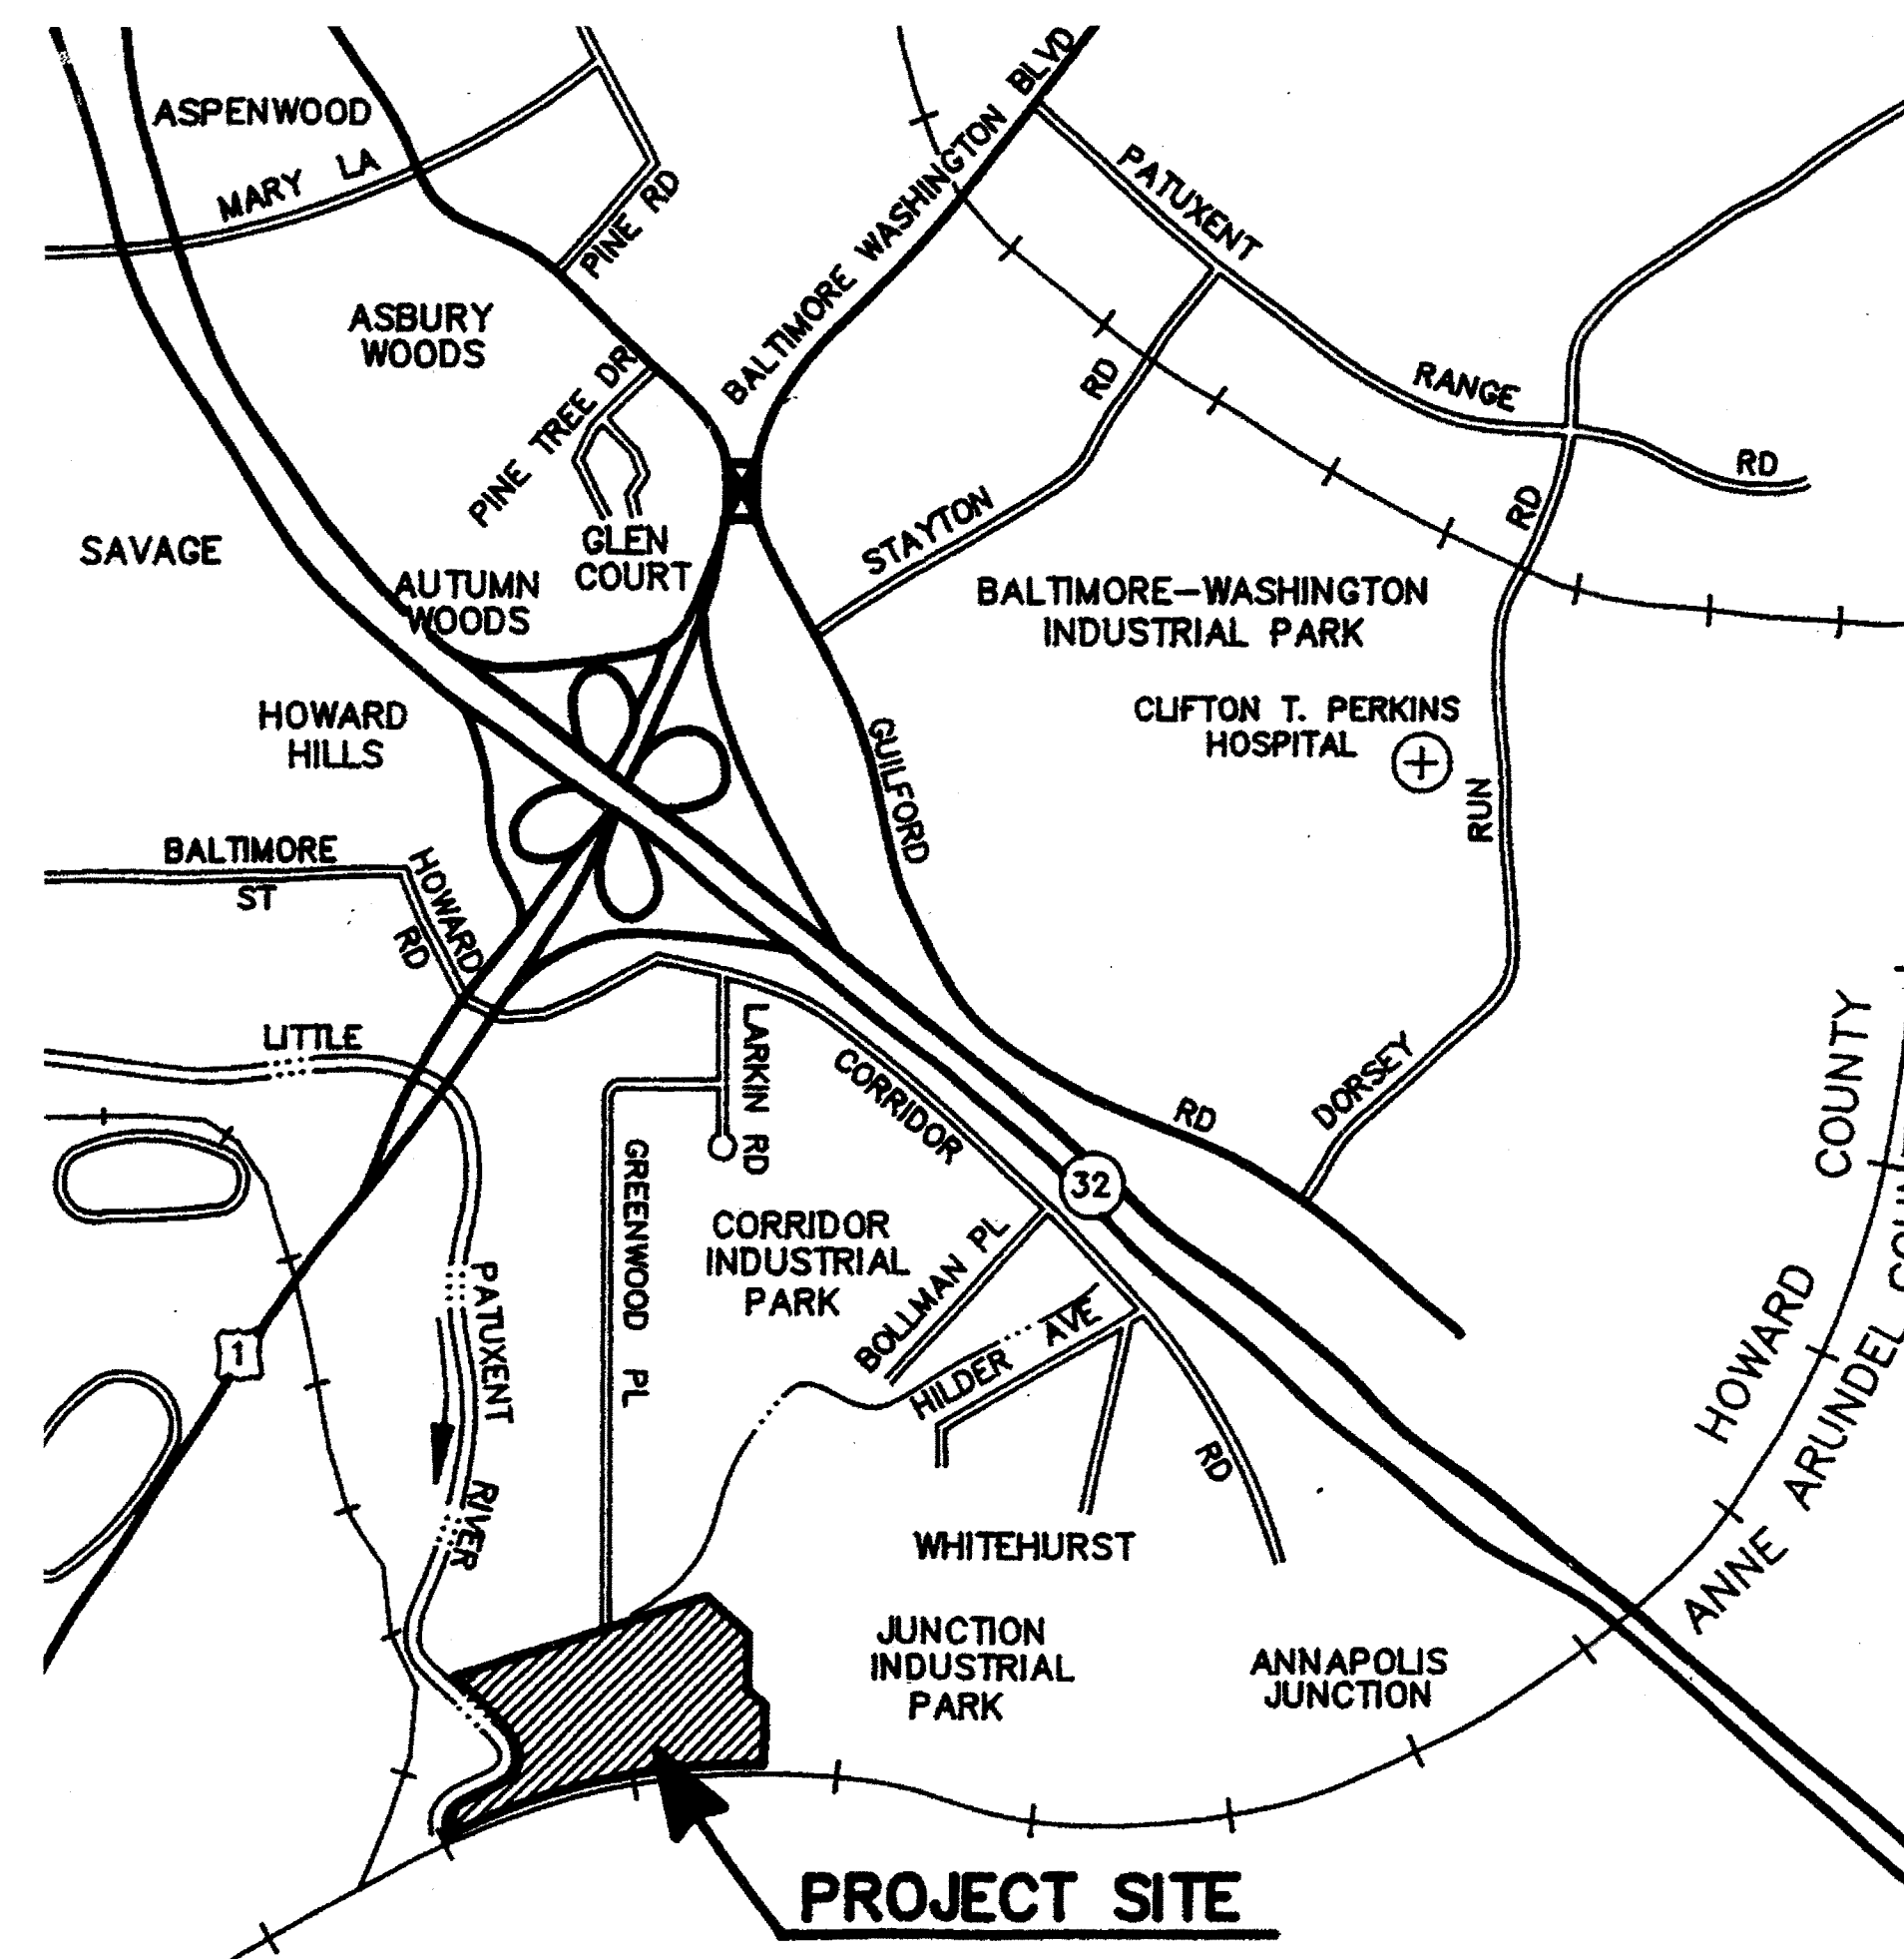 ASPENWOOD
MARY LA
PINE RD
BALTIMORE WASHINGTON BLVD
PATUXENT RANGE RD
ASBURY
WOODS
PINE TREE DR
STAYTON RD
SAVAGE
GLEN
COURT
AUTUMN
WOODS
BALTIMORE-WASHINGTON
INDUSTRIAL PARK
CLIFTON T. PERKINS
HOSPITAL
HOWARD
HILLS
GUILFORD RD
DORSEY RUN RD
BALTIMORE
ST
HOWARD
RD
LITTLE PATUXENT RIVER
LARKIN RD
CORRIDOR RD
32
GREENWOOD PL
CORRIDOR
INDUSTRIAL
PARK
BOLLMAN PL
HILDER AVE
1
HOWARD COUNTY
ANNE ARUNDEL
WHITEHURST
JUNCTION
INDUSTRIAL
PARK
ANNAPOLIS
JUNCTION
PROJECT SITE